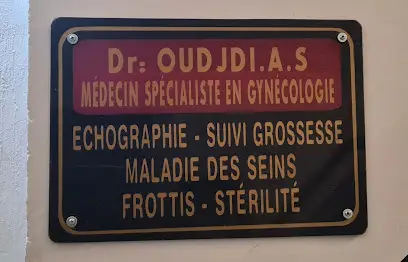 Dr: OUDJDI.A.S
MÉDECIN SPÉCIALISTE EN GYNÉCOLOGIE
ECHOGRAPHIE - SUIVI GROSSESSE
MALADIE DES SEINS
FROTTIS - STÉRILITÉ